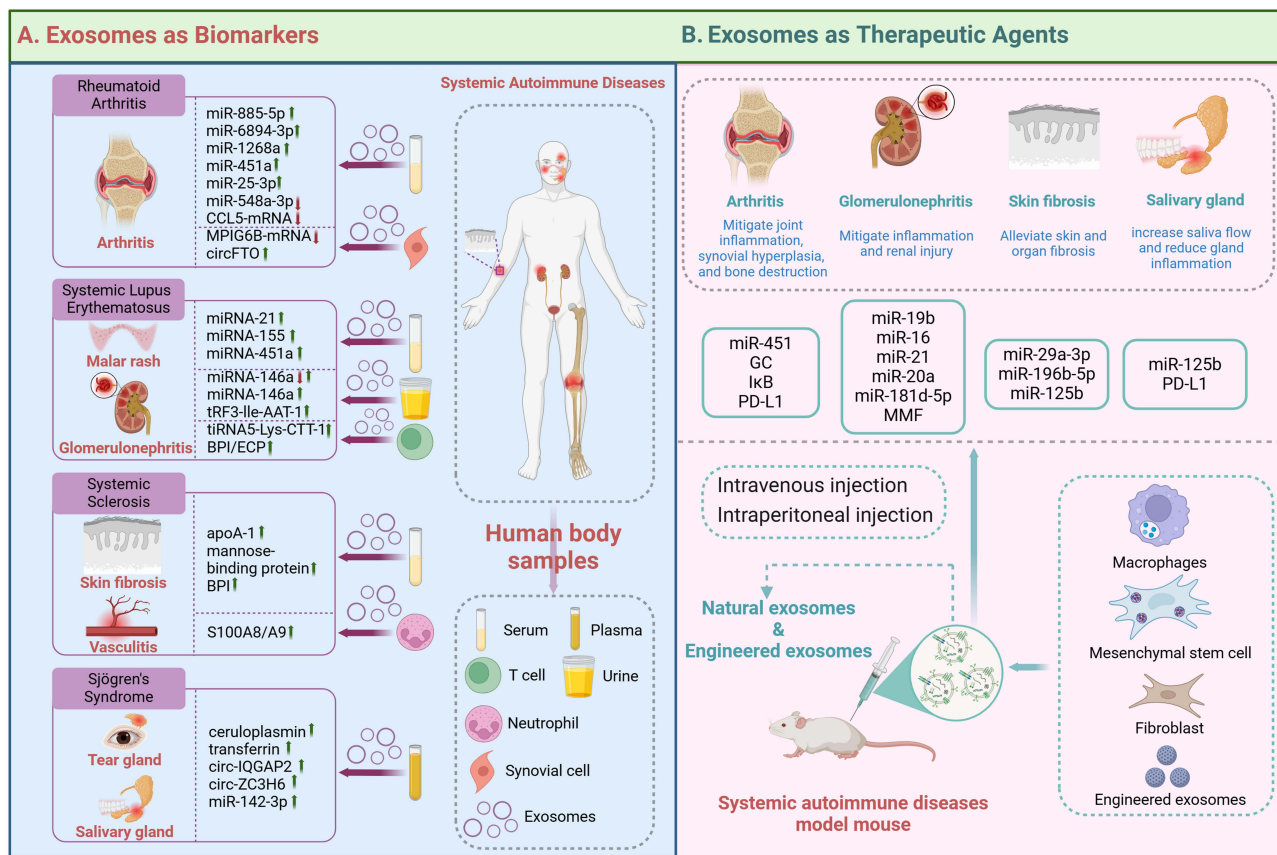 A. Exosomes as Biomarkers
Rheumatoid
Arthritis
Arthritis
miR-885-5p
miR-6894-3p
miR-1268a
miR-451a
miR-25-3p
miR-548a-3p
CCL5-mRNA
MPIG6B-mRNA
circFTO
Systemic Lupus
Erythematosus
Malar rash
Glomerulonephritis
miRNA-21
miRNA-155
miRNA-451a
miRNA-146a
miRNA-146a
tRF3-Ile-AAT-1
tiRNA5-Lys-CTT-1
BPI/ECP
Systemic
Sclerosis
Skin fibrosis
Vasculitis
apoA-1
mannose-
binding protein
BPI
S100A8/A9
Sjögren's
Syndrome
Tear gland
Salivary gland
ceruloplasmin
transferrin
circ-IQGAP2
circ-ZC3H6
miR-142-3p
Systemic Autoimmune Diseases
Human body
samples
Serum
Plasma
T cell
Urine
Neutrophil
Synovial cell
Exosomes
B. Exosomes as Therapeutic Agents
Arthritis
Mitigate joint
inflammation,
synovial hyperplasia,
and bone destruction
Glomerulonephritis
Mitigate inflammation
and renal injury
Skin fibrosis
Alleviate skin and
organ fibrosis
Salivary gland
increase saliva flow
and reduce gland
inflammation
miR-451
GC
IκB
PD-L1
miR-19b
miR-16
miR-21
miR-20a
miR-181d-5p
MMF
miR-29a-3p
miR-196b-5p
miR-125b
miR-125b
PD-L1
Intravenous injection
Intraperitoneal injection
Natural exosomes
&
Engineered exosomes
Systemic autoimmune diseases
model mouse
Macrophages
Mesenchymal stem cell
Fibroblast
Engineered exosomes